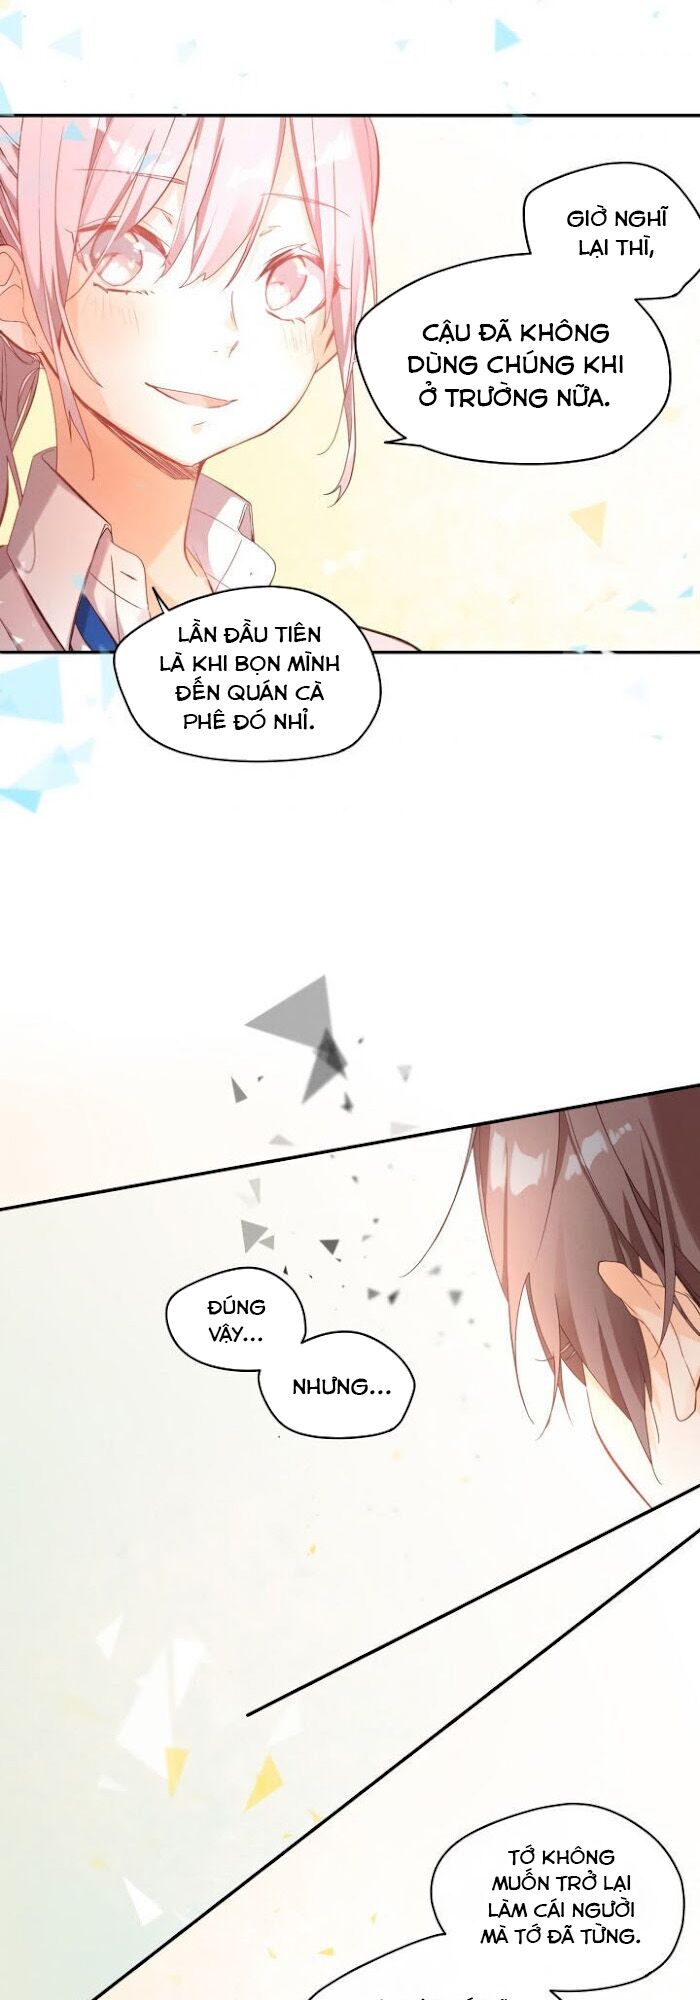 GIỜ NGHĨ
LẠI THÌ,
CẬU ĐÃ KHÔNG
DÙNG CHÚNG KHI
Ở TRƯỜNG NỮA.
LẦN ĐẦU TIÊN
LÀ KHI BỌN MÌNH
ĐẾN QUÁN CÀ
PHÊ ĐÓ NHỈ.
ĐÚNG
VẬY...
NHƯNG...
TỚ KHÔNG
MUỐN TRỞ LẠI
LÀM CÁI NGƯỜI
MÀ TỚ ĐÃ TỪNG.